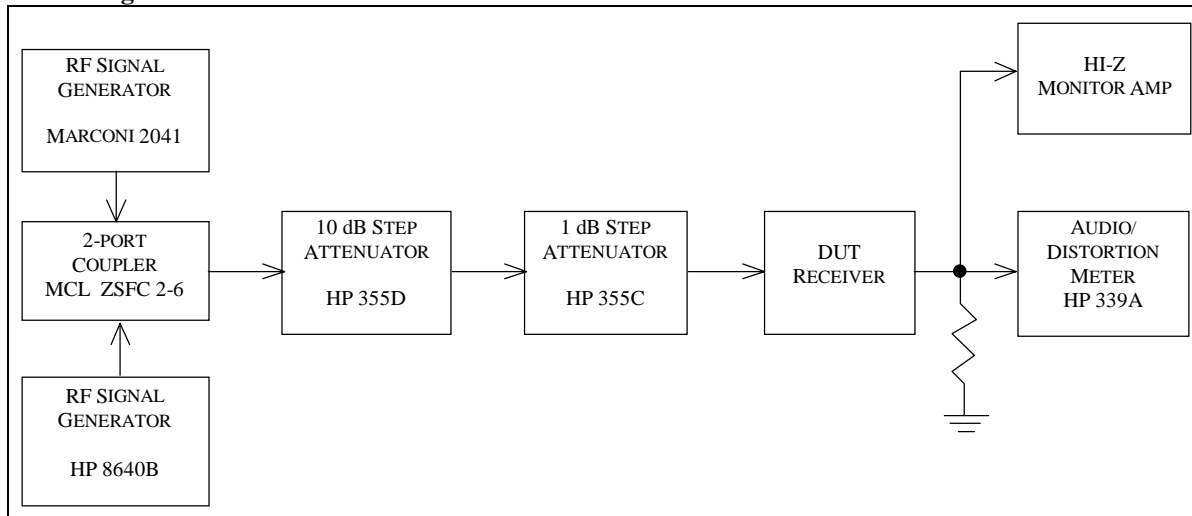 RF SIGNAL
GENERATOR
MARCONI 2041
2-PORT
COUPLER
MCL ZSFC 2-6
RF SIGNAL
GENERATOR
HP 8640B
10 dB STEP
ATTENUATOR
HP 355D
1 dB STEP
ATTENUATOR
HP 355C
DUT
RECEIVER
HI-Z
MONITOR AMP
AUDIO/
DISTORTION
METER
HP 339A